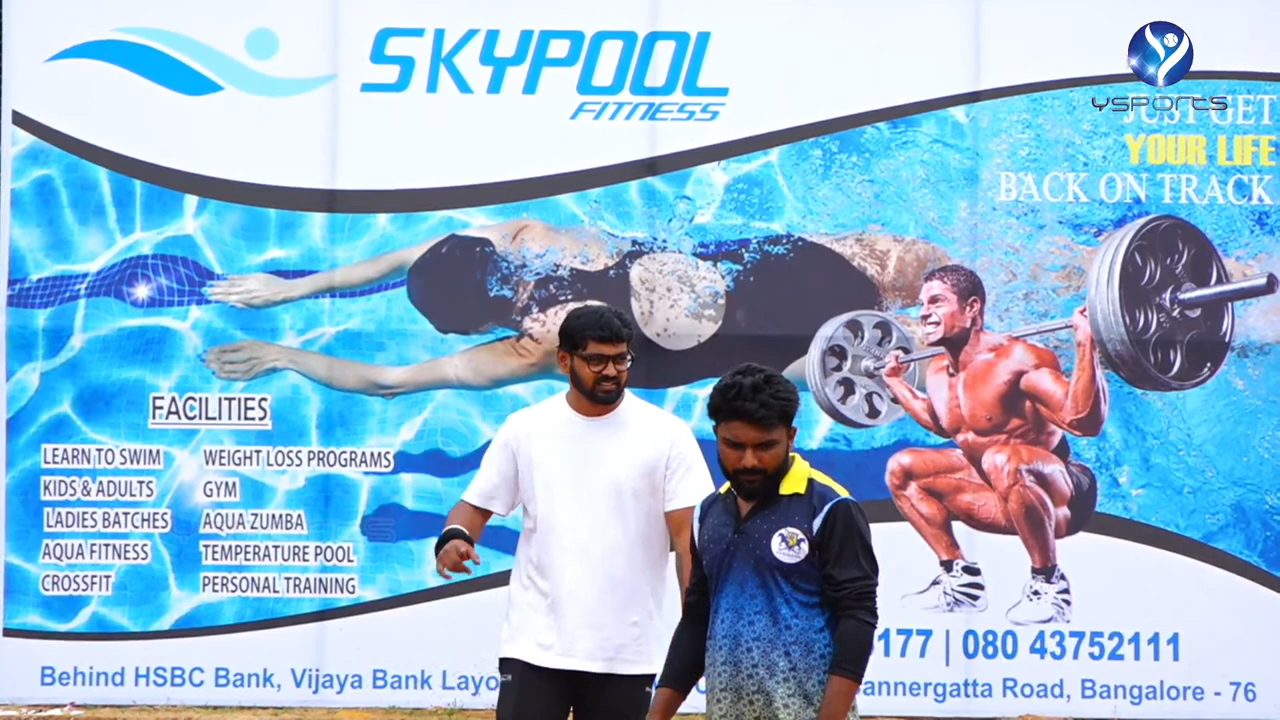 SKYPOOL
FITNESS
YSPORTS
JUST GET
YOUR LIFE
BACK ON TRACK
FACILITIES
LEARN TO SWIM
KIDS & ADULTS
LADIES BATCHES
AQUA FITNESS
CROSSFIT
WEIGHT LOSS PROGRAMS
GYM
AQUA ZUMBA
TEMPERATURE POOL
PERSONAL TRAINING
177 | 080 43752111
Behind HSBC Bank, Vijaya Bank Layo
annergatta Road, Bangalore - 76